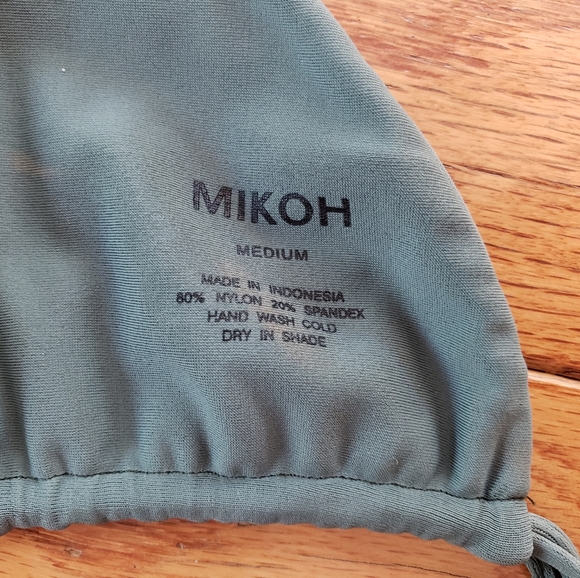 MIKOH
MEDIUM
MADE IN INDONESIA
80% NYLON 20% SPANDEX
HAND WASH COLD
DRY IN SHADE